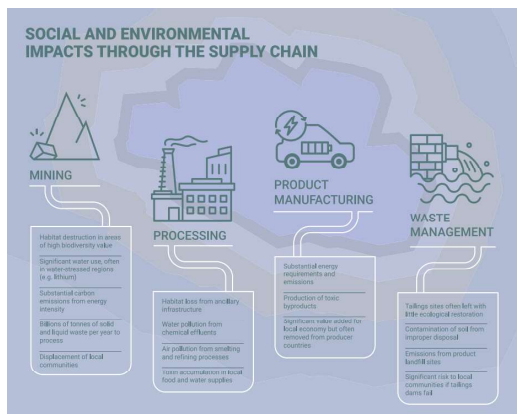 SOCIAL AND ENVIRONMENTAL
IMPACTS THROUGH THE SUPPLY CHAIN
MINING
Habitat destruction in areas
of high biodiversity value
Significant water use, often
in water-stressed regions
(e.g. lithium)
Substantial carbon
emissions from energy
intensity
Billions of tonnes of solid
and liquid waste per year to
process
Displacement of local
communities
PROCESSING
Habitat loss from ancillary
infrastructure
Water pollution from
chemical effluents
Air pollution from smelting
and refining processes
Toxin accumulation in local
food and water supplies
PRODUCT
MANUFACTURING
Substantial energy
requirements and
emissions
Production of toxic
byproducts
Significant value added for
local economy but often
removed from producer
countries
WASTE
MANAGEMENT
Tailings sites often left with
little ecological restoration
Contamination of soil from
improper disposal
Emissions from product
landfill sites
Significant risk to local
communities if tailings
dams fail